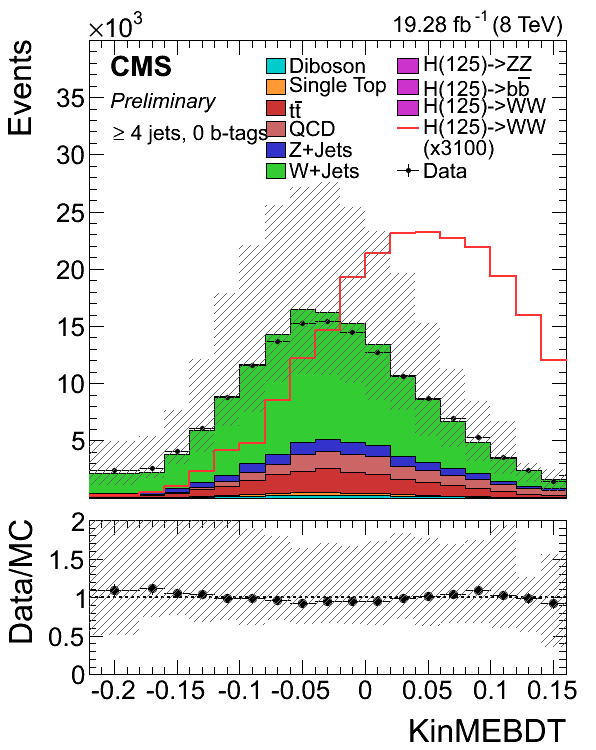 ×10³ 19.28 fb⁻¹ (8 TeV)
Events
CMS
Preliminary
≥ 4 jets, 0 b-tags
Diboson
Single Top
tt̅
QCD
Z+Jets
W+Jets
H(125)->ZZ
H(125)->bb̅
H(125)->WW
H(125)->WW
(x3100)
Data
35
30
25
20
15
10
5
Data/MC
2
1.5
1
0.5
0
-0.2 -0.15 -0.1 -0.05 0 0.05 0.1 0.15
KinMEBDT